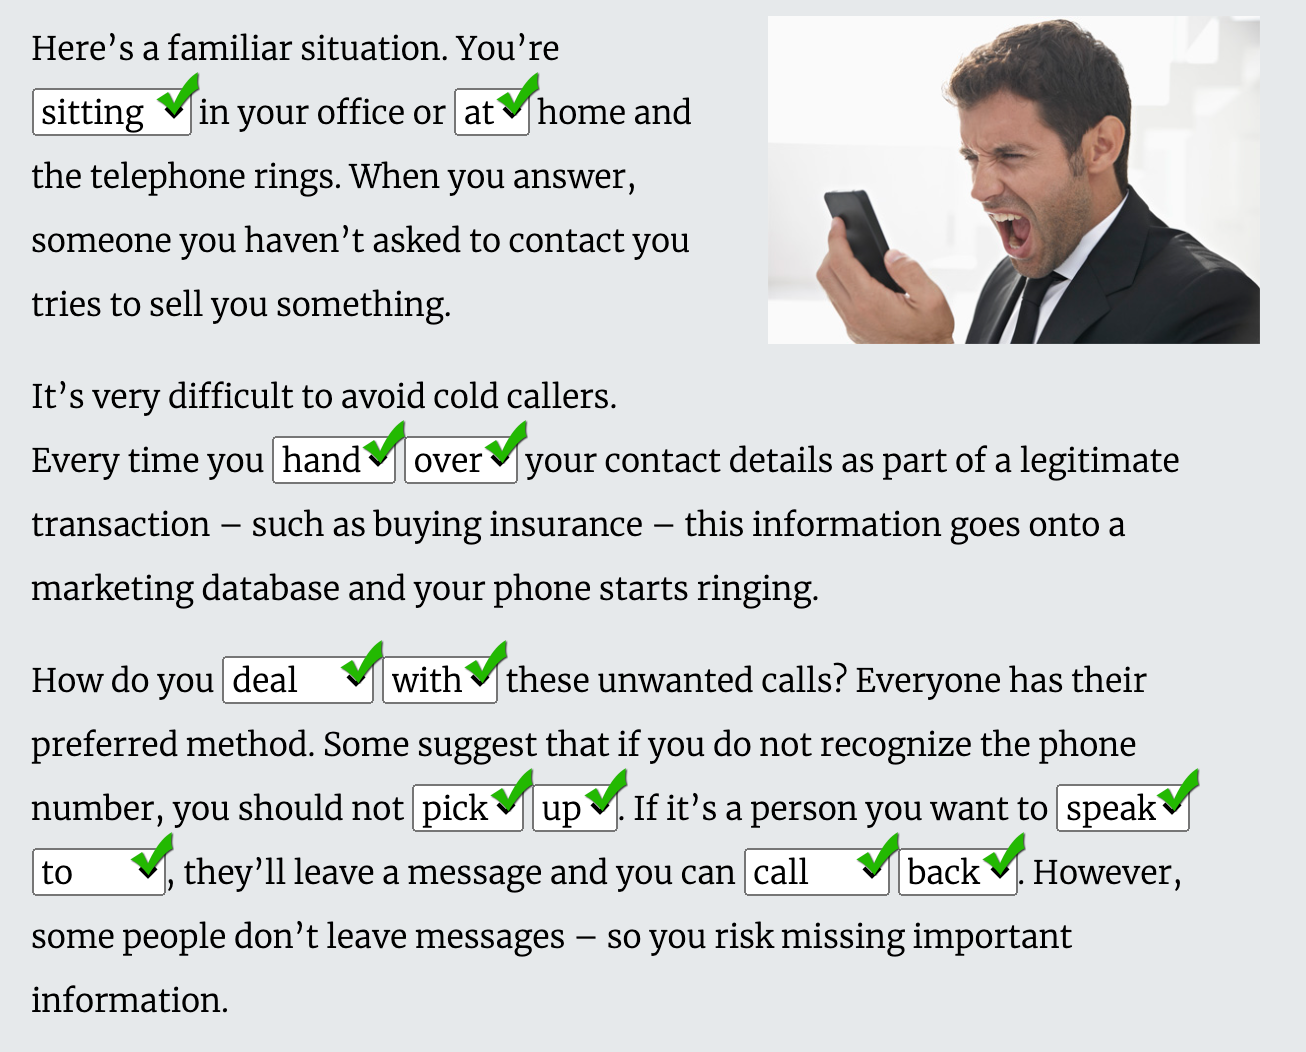 Here’s a familiar situation. You’re
sitting in your office or at home and
the telephone rings. When you answer,
someone you haven’t asked to contact you
tries to sell you something.
It’s very difficult to avoid cold callers.
Every time you hand over your contact details as part of a legitimate
transaction – such as buying insurance – this information goes onto a
marketing database and your phone starts ringing.
How do you deal with these unwanted calls? Everyone has their
preferred method. Some suggest that if you do not recognize the phone
number, you should not pick up. If it’s a person you want to speak
to, they’ll leave a message and you can call back. However,
some people don’t leave messages – so you risk missing important
information.